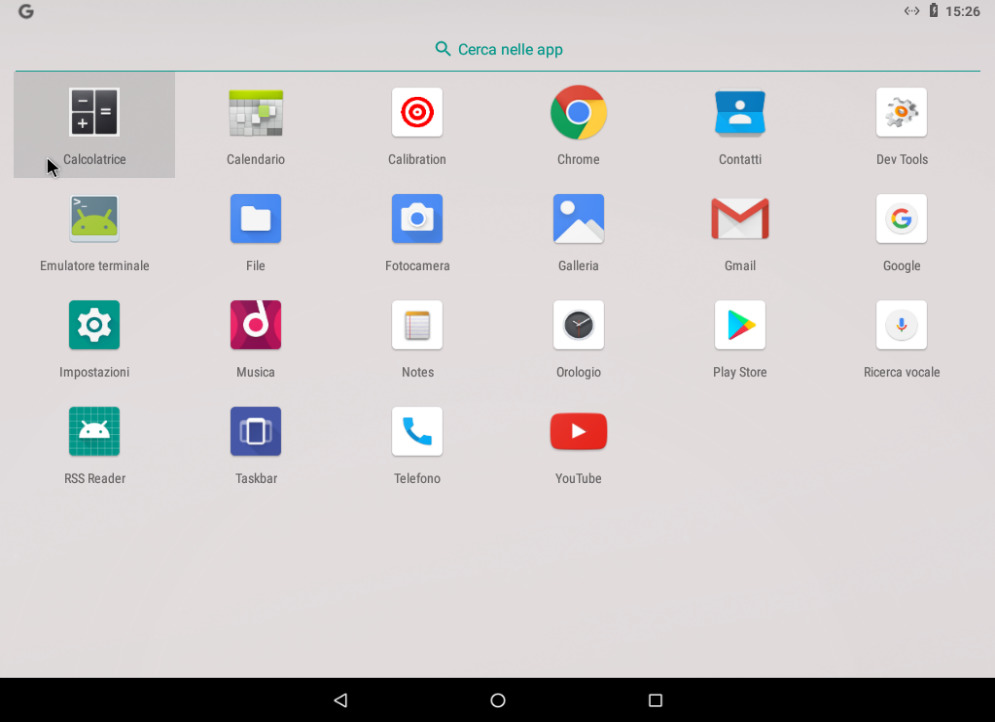 15:26
Cerca nelle app
Calcolatrice Calendario Calibration Chrome Contatti Dev Tools
Emulatore terminale File Fotocamera Galleria Gmail Google
Impostazioni Musica Notes Orologio Play Store Ricerca vocale
RSS Reader Taskbar Telefono YouTube